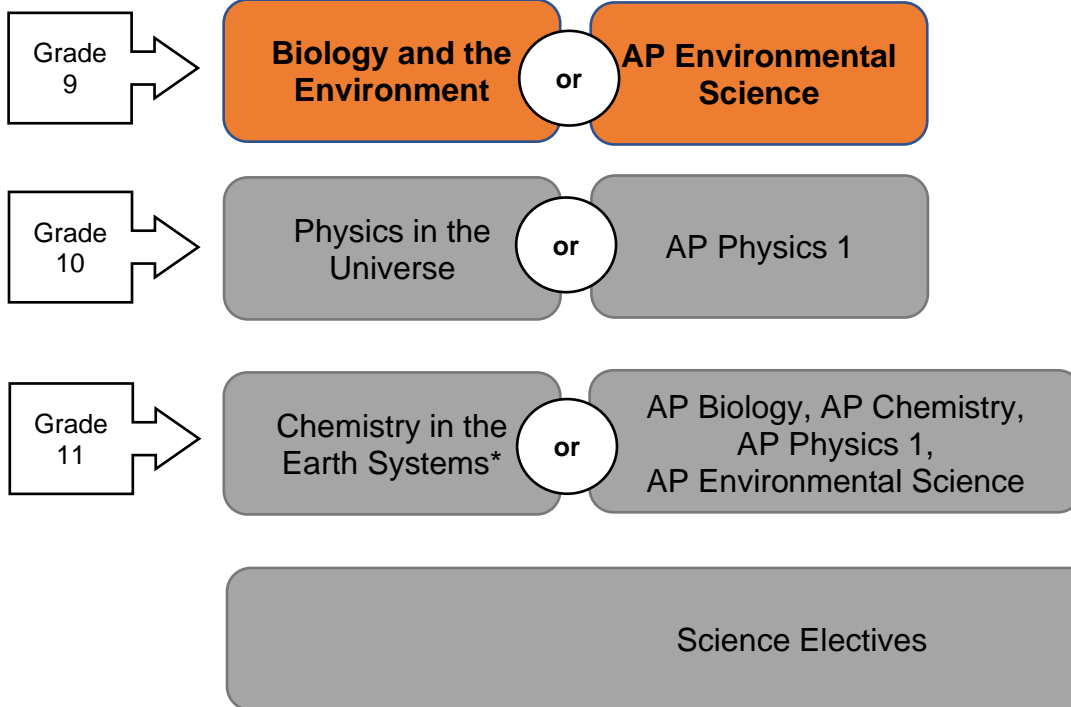 Grade
9
Biology and the
Environment
or
AP Environmental
Science
Grade
10
Physics in the
Universe
or
AP Physics 1
Grade
11
Chemistry in the
Earth Systems*
or
AP Biology, AP Chemistry,
AP Physics 1,
AP Environmental Science
Science Electives